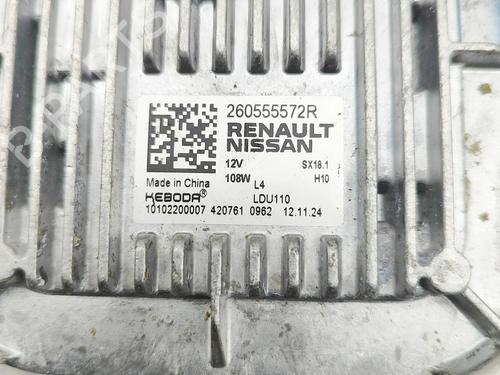 260555572R
RENAULT
NISSAN
12V SX18.1
108W L4 H10
Made in China
KEBODA® LDU110
10102200007 420761 0962 12.11.24